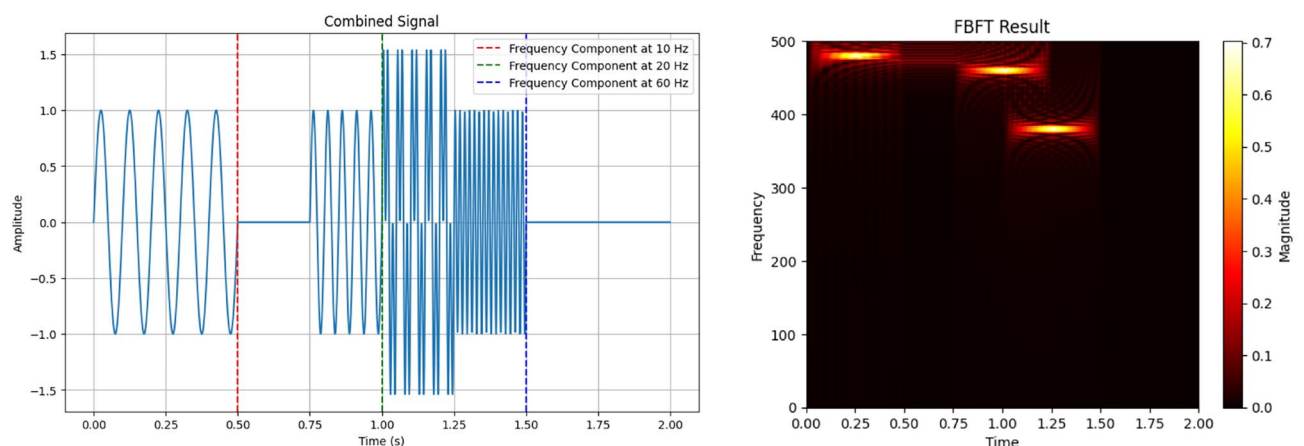 Combined Signal
Frequency Component at 10 Hz
Frequency Component at 20 Hz
Frequency Component at 60 Hz
Amplitude
1.5
1.0
0.5
0.0
−0.5
−1.0
−1.5
0.00 0.25 0.50 0.75 1.00 1.25 1.50 1.75 2.00
Time (s)
FBFT Result
Frequency
500
400
300
200
100
0
0.00 0.25 0.50 0.75 1.00 1.25 1.50 1.75 2.00
Time
0.7
0.6
0.5
0.4
0.3
0.2
0.1
0.0
Magnitude